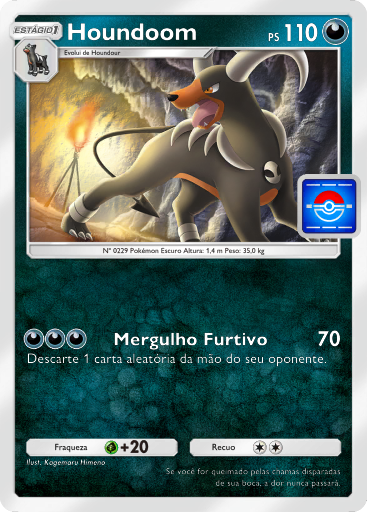 ESTÁGIO 1
Houndoom
PS 110
Evolui de Houndour
Nº 0229 Pokémon Escuro Altura: 1,4 m Peso: 35,0 kg
Mergulho Furtivo 70
Descarte 1 carta aleatória da mão do seu oponente.
Fraqueza +20 Recuo
Ilust. Kagemaru Himeno
Se você for queimado pelas chamas disparadas
de sua boca, a dor nunca passará.